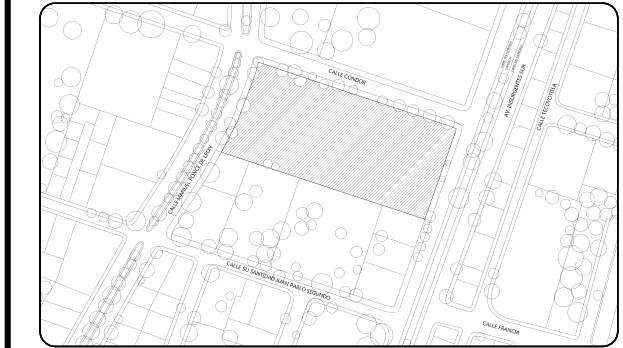 CALLE CONDOR
AV. INSURGENTES SUR
CALLE TECOYOTITLA
CALLE MANUEL PONCE DE LEON
CALLE SU SANTIDAD JUAN PABLO SEGUNDO
CALLE FRANCIA